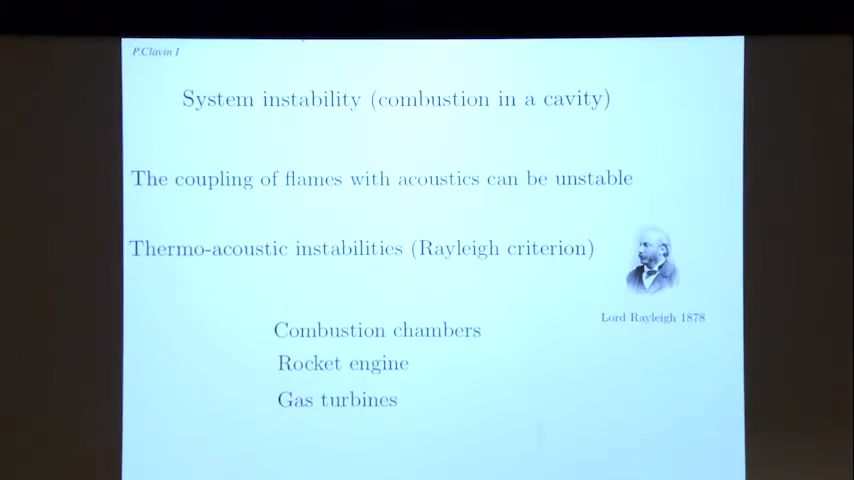 P.Clavin I
System instability (combustion in a cavity)
The coupling of flames with acoustics can be unstable
Thermo-acoustic instabilities (Rayleigh criterion)
Lord Rayleigh 1878
Combustion chambers
Rocket engine
Gas turbines